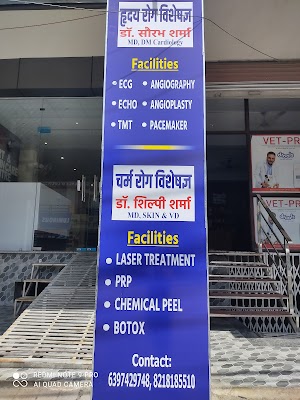 हृदय रोग विशेषज्ञ
डॉ. सौरभ शर्मा
MD, DM Cardiology
Facilities
• ECG • ANGIOGRAPHY
• ECHO • ANGIOPLASTY
• TMT • PACEMAKER
चर्म रोग विशेषज्ञ
डॉ. शिल्पी शर्मा
MD, SKIN & VD
Facilities
• LASER TREATMENT
• PRP
• CHEMICAL PEEL
• BOTOX
Contact:
6397429748, 8218185510
VET-PR
VET-PR
REDMI NOTE 9 PRO
AI QUAD CAMERA